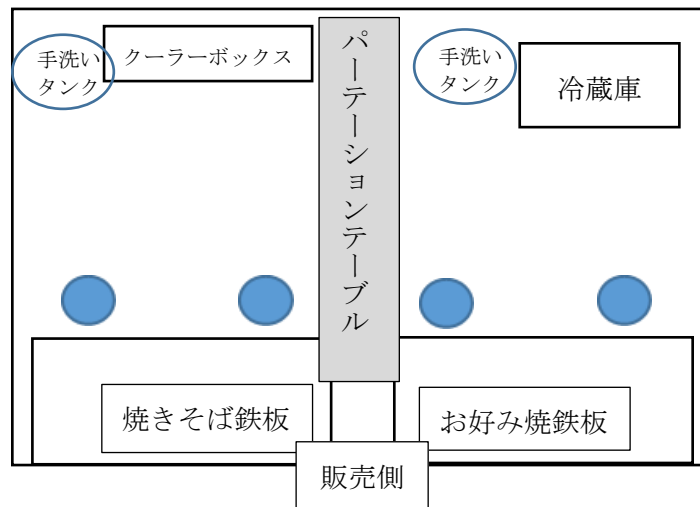 手洗い
タンク
クーラーボックス
パーテーションテーブル
手洗い
タンク
冷蔵庫
焼きそば鉄板
お好み焼鉄板
販売側